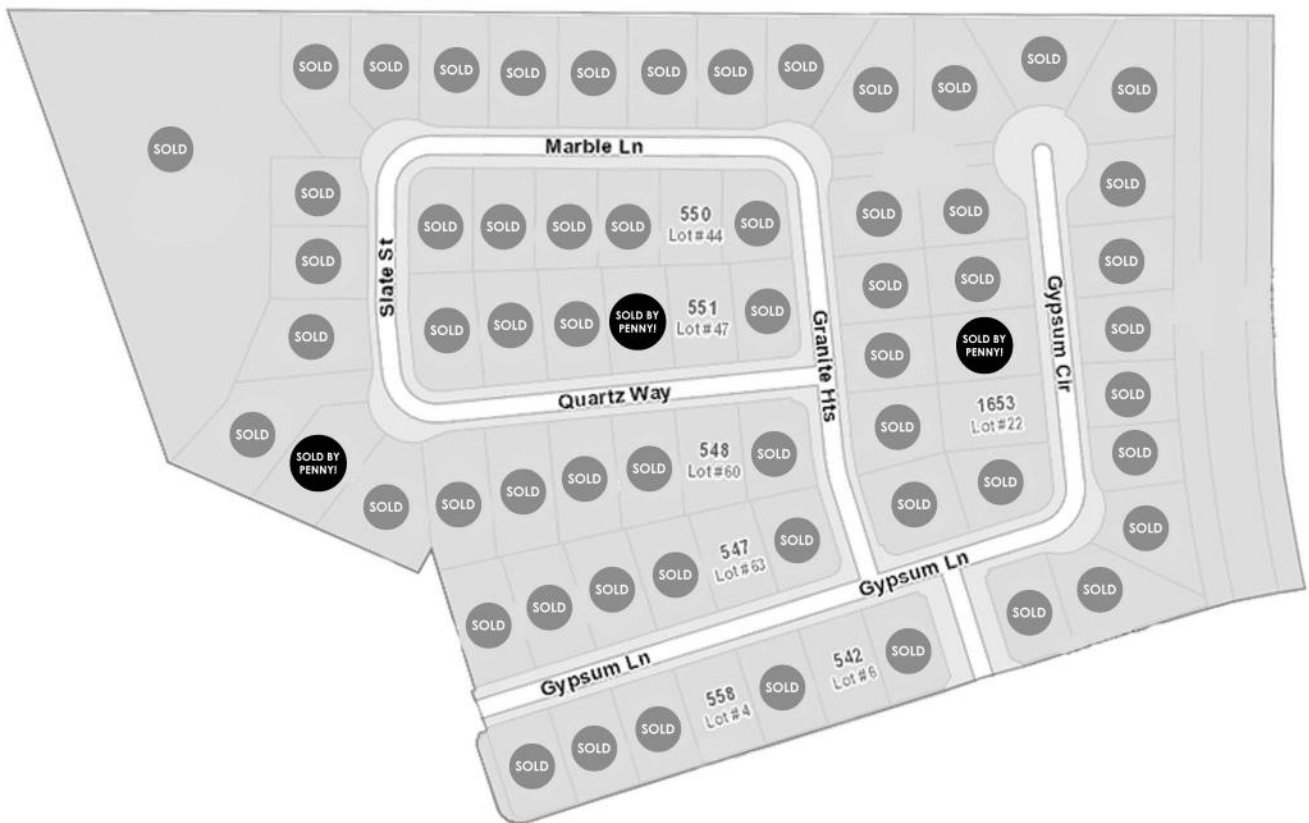 SOLD
SOLD
SOLD
SOLD
SOLD
SOLD
SOLD
SOLD
SOLD
SOLD
SOLD
SOLD
SOLD
Marble Ln
SOLD
SOLD
SOLD
SOLD
SOLD BY
PENNY!
SOLD
Slate St
SOLD
SOLD
SOLD
SOLD
550
Lot#44
SOLD
SOLD
SOLD
SOLD
SOLD BY
PENNY!
551
Lot#47
SOLD
Quartz Way
Granite Hts
SOLD
SOLD
SOLD
SOLD
SOLD
SOLD
SOLD
SOLD BY
PENNY!
1653
Lot#22
SOLD
Gypsum Cir
SOLD
SOLD
SOLD
SOLD
SOLD
SOLD
SOLD
SOLD
SOLD
SOLD
SOLD
SOLD
548
Lot#60
SOLD
SOLD
SOLD
SOLD
SOLD
547
Lot#63
SOLD
Gypsum Ln
Gypsum Ln
SOLD
SOLD
SOLD
558
Lot#4
SOLD
542
Lot#6
SOLD